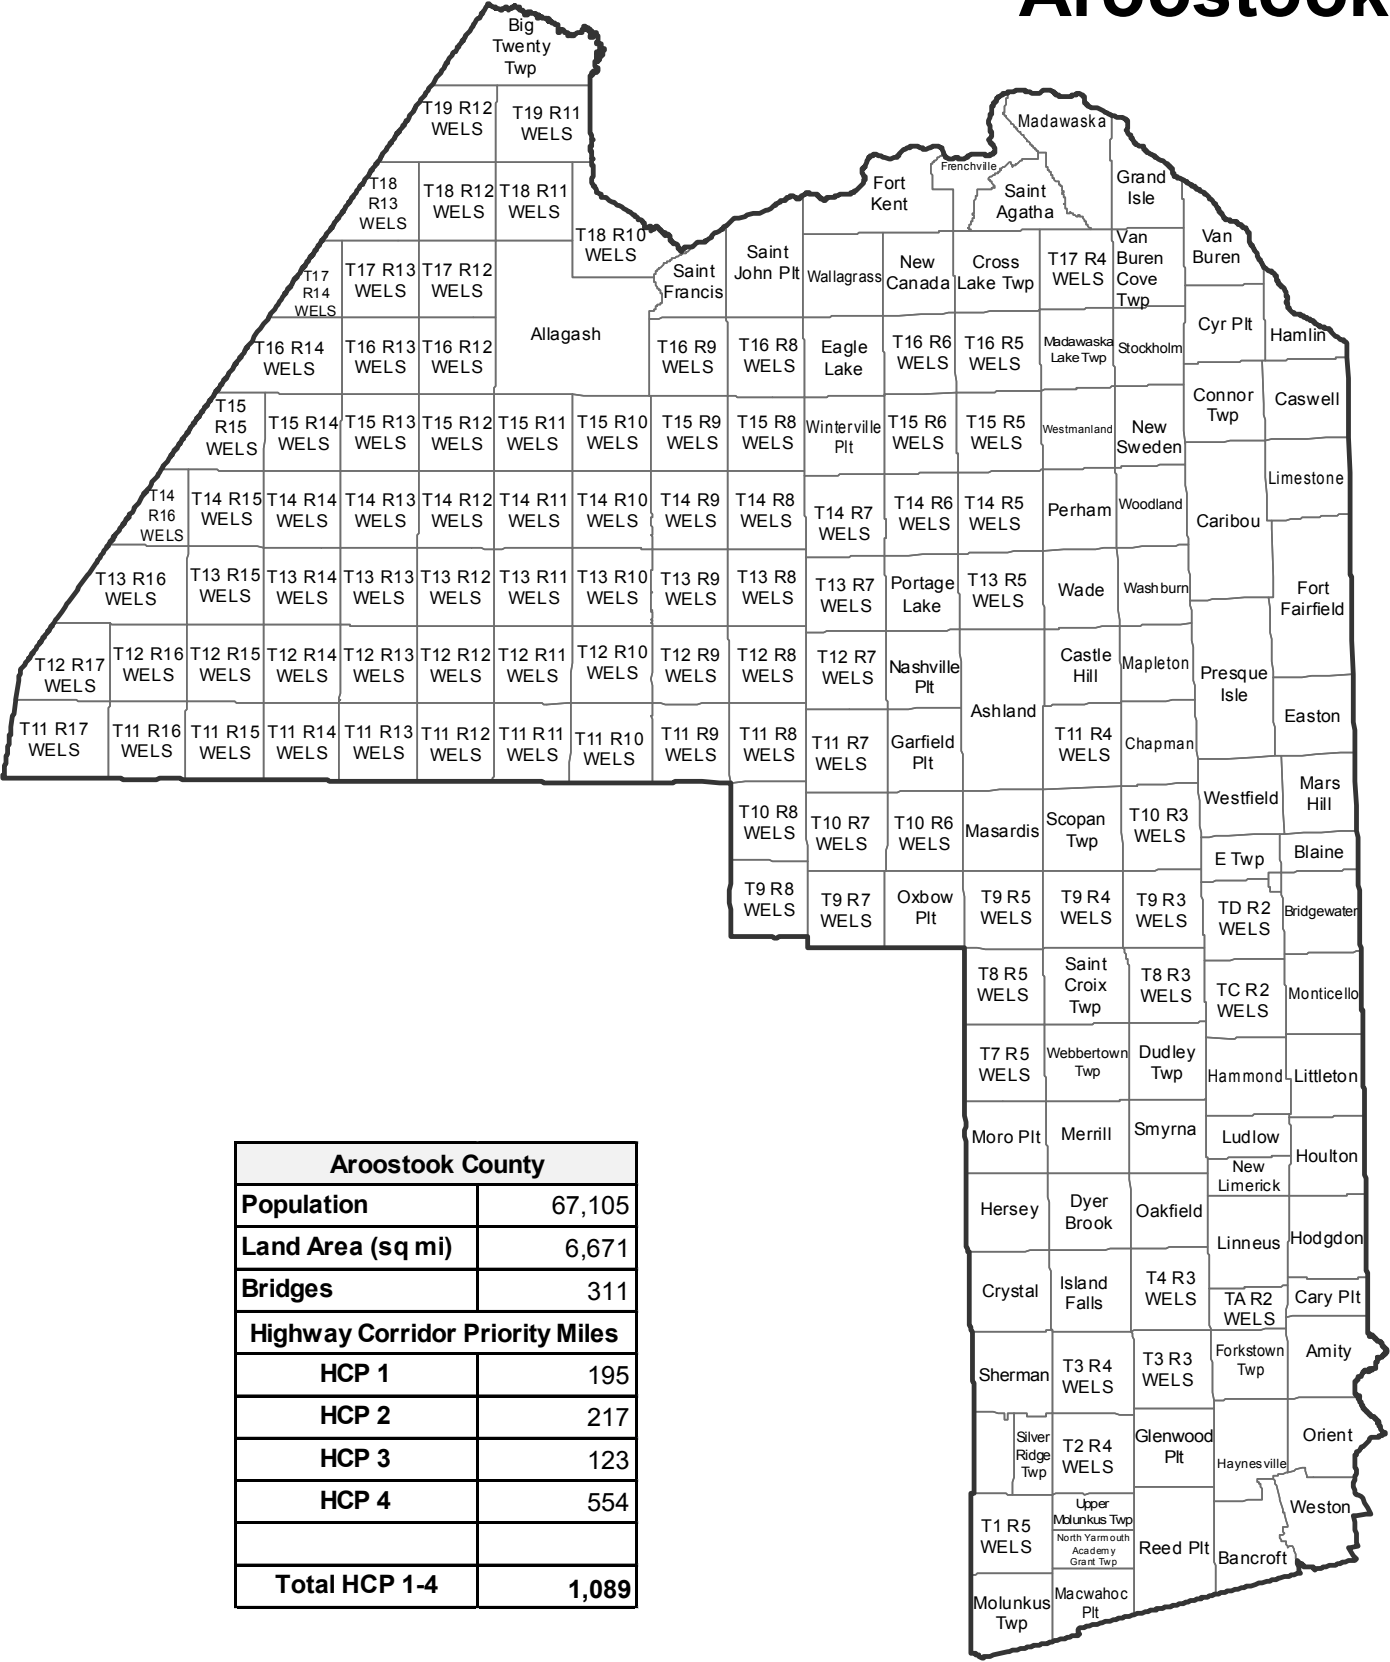 Aroostook
Big
Twenty
Twp
T19 R12
WELS
T19 R11
WELS
Madawaska
Frenchville
Fort
Kent
Saint
Agatha
Grand
Isle
T18
R13
WELS
T18 R12
WELS
T18 R11
WELS
T18 R10
WELS
Van
Buren
T17
R14
WELS
T17 R13
WELS
T17 R12
WELS
Allagash
Saint
Francis
Saint
John Plt
Wallagrass
New
Canada
Cross
Lake Twp
T17 R4
WELS
Van
Buren
Cove
Twp
Cyr Plt
Hamlin
T16 R14
WELS
T16 R13
WELS
T16 R12
WELS
T16 R9
WELS
T16 R8
WELS
Eagle
Lake
T16 R6
WELS
T16 R5
WELS
Madawaska
Lake Twp
Stockholm
Connor
Twp
Caswell
T15
R15
WELS
T15 R14
WELS
T15 R13
WELS
T15 R12
WELS
T15 R11
WELS
T15 R10
WELS
T15 R9
WELS
T15 R8
WELS
Winterville
Plt
T15 R6
WELS
T15 R5
WELS
Westmanland
New
Sweden
Limestone
T14
R16
WELS
T14 R15
WELS
T14 R14
WELS
T14 R13
WELS
T14 R12
WELS
T14 R11
WELS
T14 R10
WELS
T14 R9
WELS
T14 R8
WELS
T14 R7
WELS
T14 R6
WELS
T14 R5
WELS
Perham
Woodland
Caribou
T13 R16
WELS
T13 R15
WELS
T13 R14
WELS
T13 R13
WELS
T13 R12
WELS
T13 R11
WELS
T13 R10
WELS
T13 R9
WELS
T13 R8
WELS
T13 R7
WELS
Portage
Lake
T13 R5
WELS
Wade
Washburn
Fort
Fairfield
T12 R17
WELS
T12 R16
WELS
T12 R15
WELS
T12 R14
WELS
T12 R13
WELS
T12 R12
WELS
T12 R11
WELS
T12 R10
WELS
T12 R9
WELS
T12 R8
WELS
T12 R7
WELS
Nashville
Plt
Ashland
Castle
Hill
Mapleton
Presque
Isle
Easton
T11 R17
WELS
T11 R16
WELS
T11 R15
WELS
T11 R14
WELS
T11 R13
WELS
T11 R12
WELS
T11 R11
WELS
T11 R10
WELS
T11 R9
WELS
T11 R8
WELS
T11 R7
WELS
Garfield
Plt
T11 R4
WELS
Chapman
Westfield
Mars
Hill
T10 R8
WELS
T10 R7
WELS
T10 R6
WELS
Masardis
Scopan
Twp
T10 R3
WELS
E Twp
Blaine
T9 R8
WELS
T9 R7
WELS
Oxbow
Plt
T9 R5
WELS
T9 R4
WELS
T9 R3
WELS
TD R2
WELS
Bridgewater
T8 R5
WELS
Saint
Croix
Twp
T8 R3
WELS
TC R2
WELS
Monticello
T7 R5
WELS
Webbertown
Twp
Dudley
Twp
Hammond
Littleton
Moro Plt
Merrill
Smyrna
Ludlow
New
Limerick
Houlton
Hersey
Dyer
Brook
Oakfield
Linneus
Hodgdon
Crystal
Island
Falls
T4 R3
WELS
TA R2
WELS
Cary Plt
Sherman
T3 R4
WELS
T3 R3
WELS
Forkstown
Twp
Amity
Silver
Ridge
Twp
T2 R4
WELS
Glenwood
Plt
Haynesville
Orient
T1 R5
WELS
Upper
Molunkus Twp
North Yarmouth
Academy
Grant Twp
Reed Plt
Bancroft
Weston
Molunkus
Twp
Macwahoc
Plt
Aroostook County
Population 67,105
Land Area (sq mi) 6,671
Bridges 311
Highway Corridor Priority Miles
HCP 1 195
HCP 2 217
HCP 3 123
HCP 4 554
Total HCP 1-4 1,089